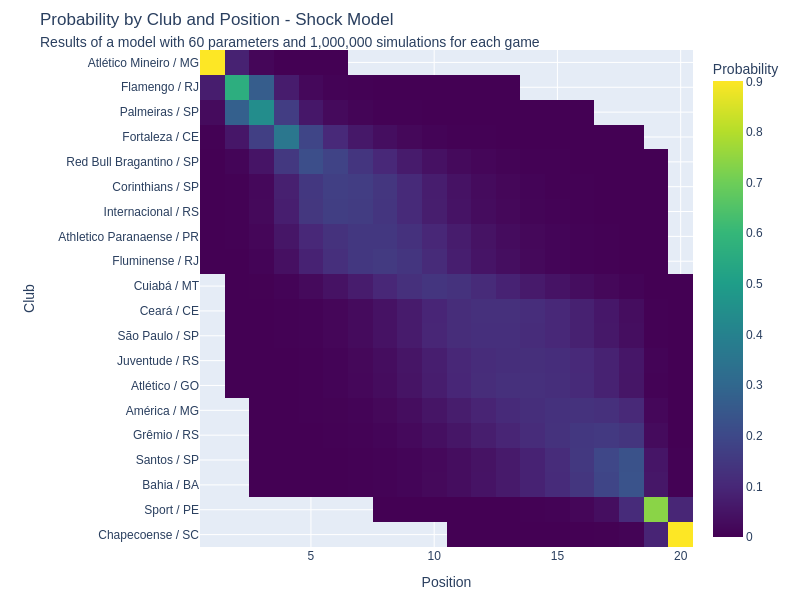 Probability by Club and Position - Shock Model
Results of a model with 60 parameters and 1,000,000 simulations for each game
Probability
Atlético Mineiro / MG
Flamengo / RJ
Palmeiras / SP
Fortaleza / CE
Red Bull Bragantino / SP
Corinthians / SP
Internacional / RS
Athletico Paranaense / PR
Fluminense / RJ
Cuiabá / MT
Ceará / CE
São Paulo / SP
Juventude / RS
Atlético / GO
América / MG
Grêmio / RS
Santos / SP
Bahia / BA
Sport / PE
Chapecoense / SC
Club
5
10
15
20
Position
0.9
0.8
0.7
0.6
0.5
0.4
0.3
0.2
0.1
0